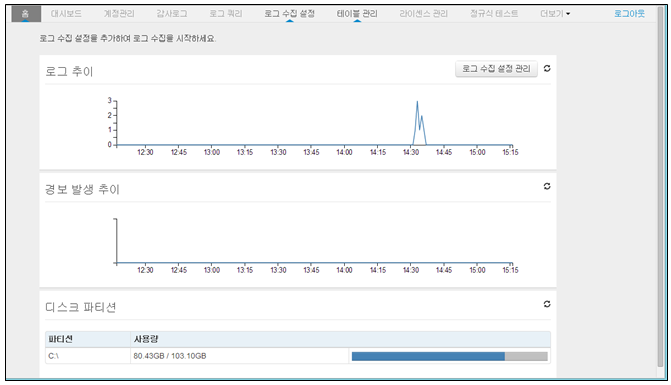 홈 대시보드 계정관리 감사로그 로그 쿼리 로그 수집 설정 테이블 관리 라이센스 관리 정규식 테스트 더보기 로그아웃
로그 수집 설정을 추가하여 로그 수집을 시작하세요.
로그 추이 로그 수집 설정 관리
3
2
1
0
12:30 12:45 13:00 13:15 13:30 13:45 14:00 14:15 14:30 14:45 15:00 15:15
경보 발생 추이
12:30 12:45 13:00 13:15 13:30 13:45 14:00 14:15 14:30 14:45 15:00 15:15
디스크 파티션
파티션 사용량
C:\ 80.43GB / 103.10GB